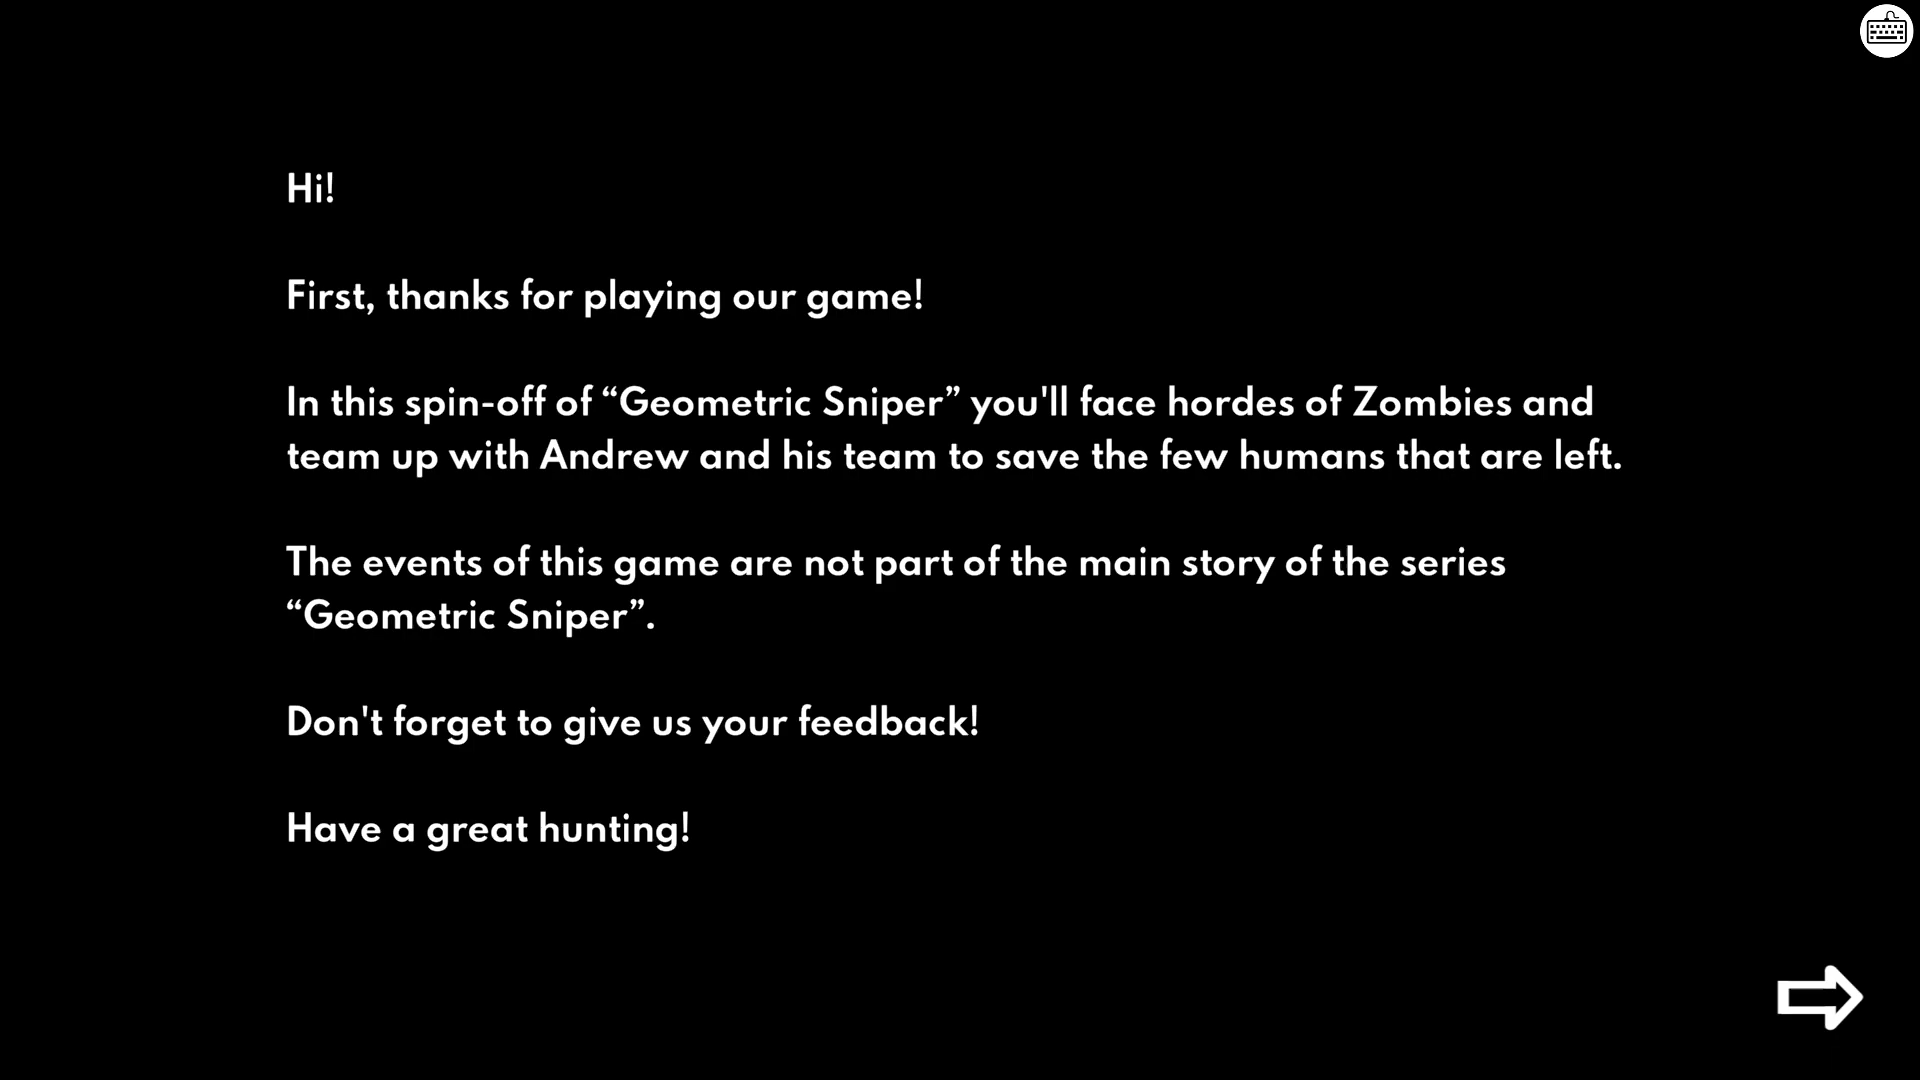 Hi!
First, thanks for playing our game!
In this spin-off of “Geometric Sniper” you'll face hordes of Zombies and
team up with Andrew and his team to save the few humans that are left.
The events of this game are not part of the main story of the series
“Geometric Sniper”.
Don't forget to give us your feedback!
Have a great hunting!